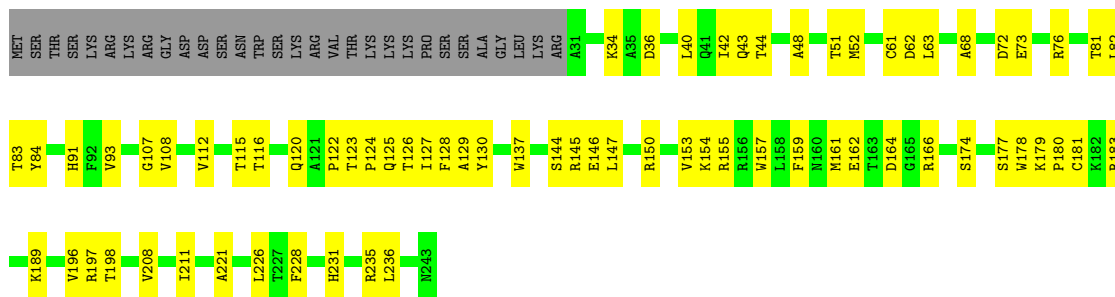 MET SER THR SER LYS ARG LYS ARG GLY ASP ASP SER ASN TRP SER LYS ARG VAL THR LYS LYS LYS PRO SER SER ALA GLY LEU LYS ARG A31 K34 A35 D36 L40 Q41 I42 Q43 T44 A48 T51 M52 C61 D62 L63 A68 D72 E73 R76 T81 L82
T83 Y84 H91 F92 V93 G107 V108 V112 T115 T116 Q120 A121 P122 T123 P124 Q125 T126 I127 F128 A129 Y130 W137 S144 R145 E146 L147 R150 V153 K154 R155 R156 W157 L158 F159 N160 M161 E162 T163 D164 G165 R166 S174 S177 W178 K179 P180 C181 K182
K189 V196 R197 T198 V208 I211 A221 L226 T227 F228 H231 R235 L236 N243